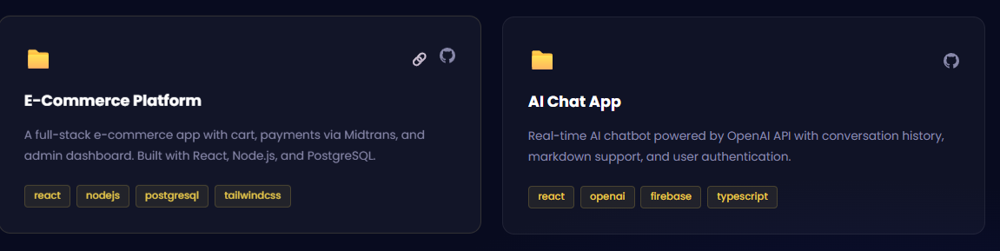 E-Commerce Platform
A full-stack e-commerce app with cart, payments via Midtrans, and
admin dashboard. Built with React, Node.js, and PostgreSQL.
react nodejs postgresql tailwindcss
AI Chat App
Real-time AI chatbot powered by OpenAI API with conversation history,
markdown support, and user authentication.
react openai firebase typescript